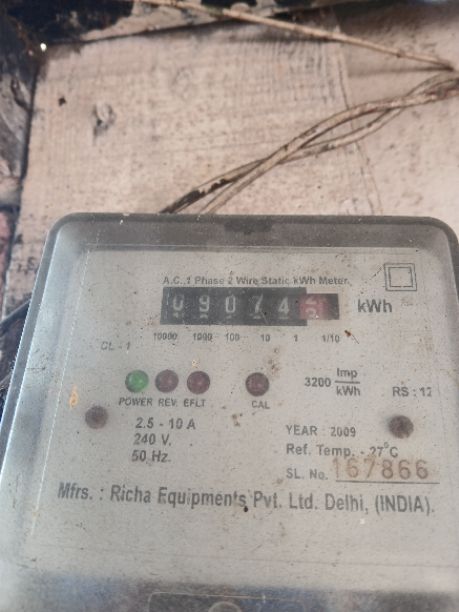 A.C. 1 Phase 2 Wire Static kWh Meter
09074 kWh
10000 1000 100 10 1 1/10
CL - 1
3200 Imp/kWh
RS : 12
POWER REV. EFLT CAL
2.5 - 10 A
240 V.
50 Hz.
YEAR : 2009
Ref. Temp. - 27°C
SL. No. 167866
Mfrs. : Richa Equipments Pvt. Ltd. Delhi, (INDIA).